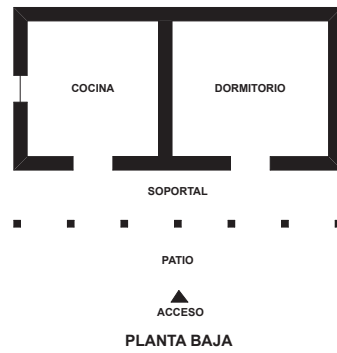 COCINA DORMITORIO
SOPORTAL
PATIO
ACCESO
PLANTA BAJA